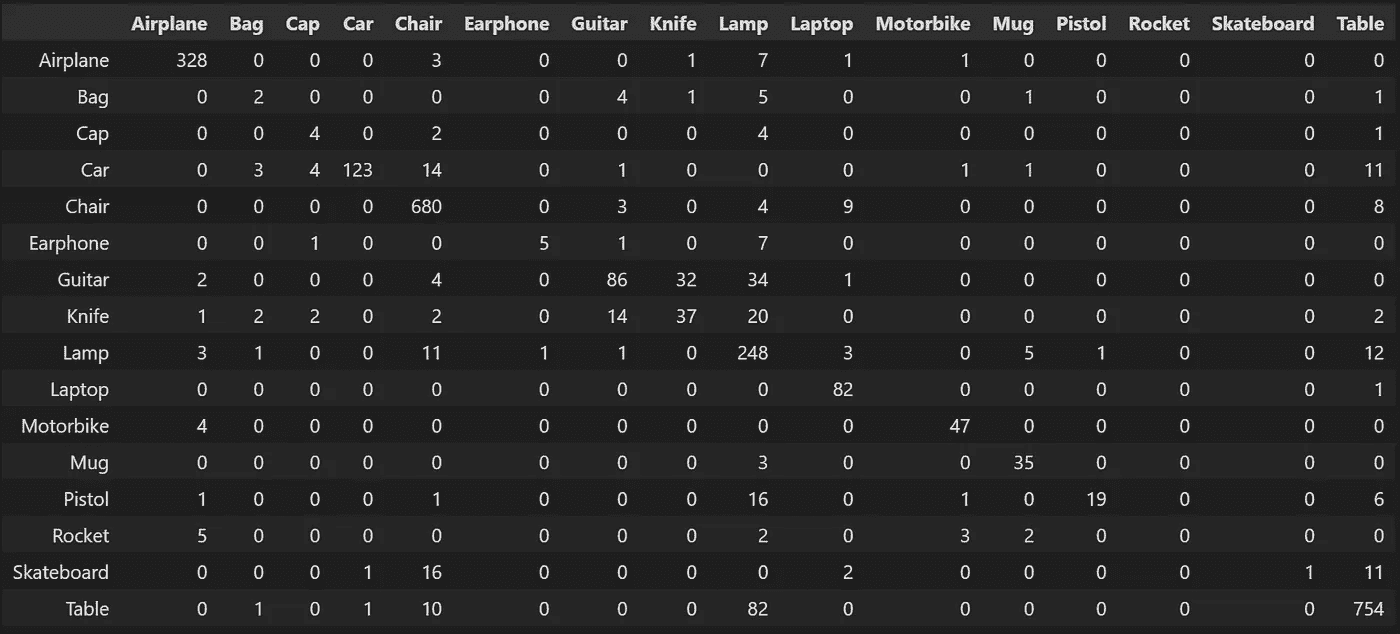 Airplane Bag Cap Car Chair Earphone Guitar Knife Lamp Laptop Motorbike Mug Pistol Rocket Skateboard Table
Airplane 328 0 0 0 3 0 0 1 7 1 1 0 0 0 0 0
Bag 0 2 0 0 0 0 4 1 5 0 0 1 0 0 0 1
Cap 0 0 4 0 2 0 0 0 4 0 0 0 0 0 0 1
Car 0 3 4 123 14 0 1 0 0 0 1 1 0 0 0 11
Chair 0 0 0 0 680 0 3 0 4 9 0 0 0 0 0 8
Earphone 0 0 1 0 0 5 1 0 7 0 0 0 0 0 0 0
Guitar 2 0 0 0 4 0 86 32 34 1 0 0 0 0 0 0
Knife 1 2 2 0 2 0 14 37 20 0 0 0 0 0 0 2
Lamp 3 1 0 0 11 1 1 0 248 3 0 5 1 0 0 12
Laptop 0 0 0 0 0 0 0 0 0 82 0 0 0 0 0 1
Motorbike 4 0 0 0 0 0 0 0 0 0 47 0 0 0 0 0
Mug 0 0 0 0 0 0 0 0 3 0 0 35 0 0 0 0
Pistol 1 0 0 0 1 0 0 0 16 0 1 0 19 0 0 6
Rocket 5 0 0 0 0 0 0 0 2 0 3 2 0 0 0 0
Skateboard 0 0 0 1 16 0 0 0 0 2 0 0 0 0 1 11
Table 0 1 0 1 10 0 0 0 82 0 0 0 0 0 0 754